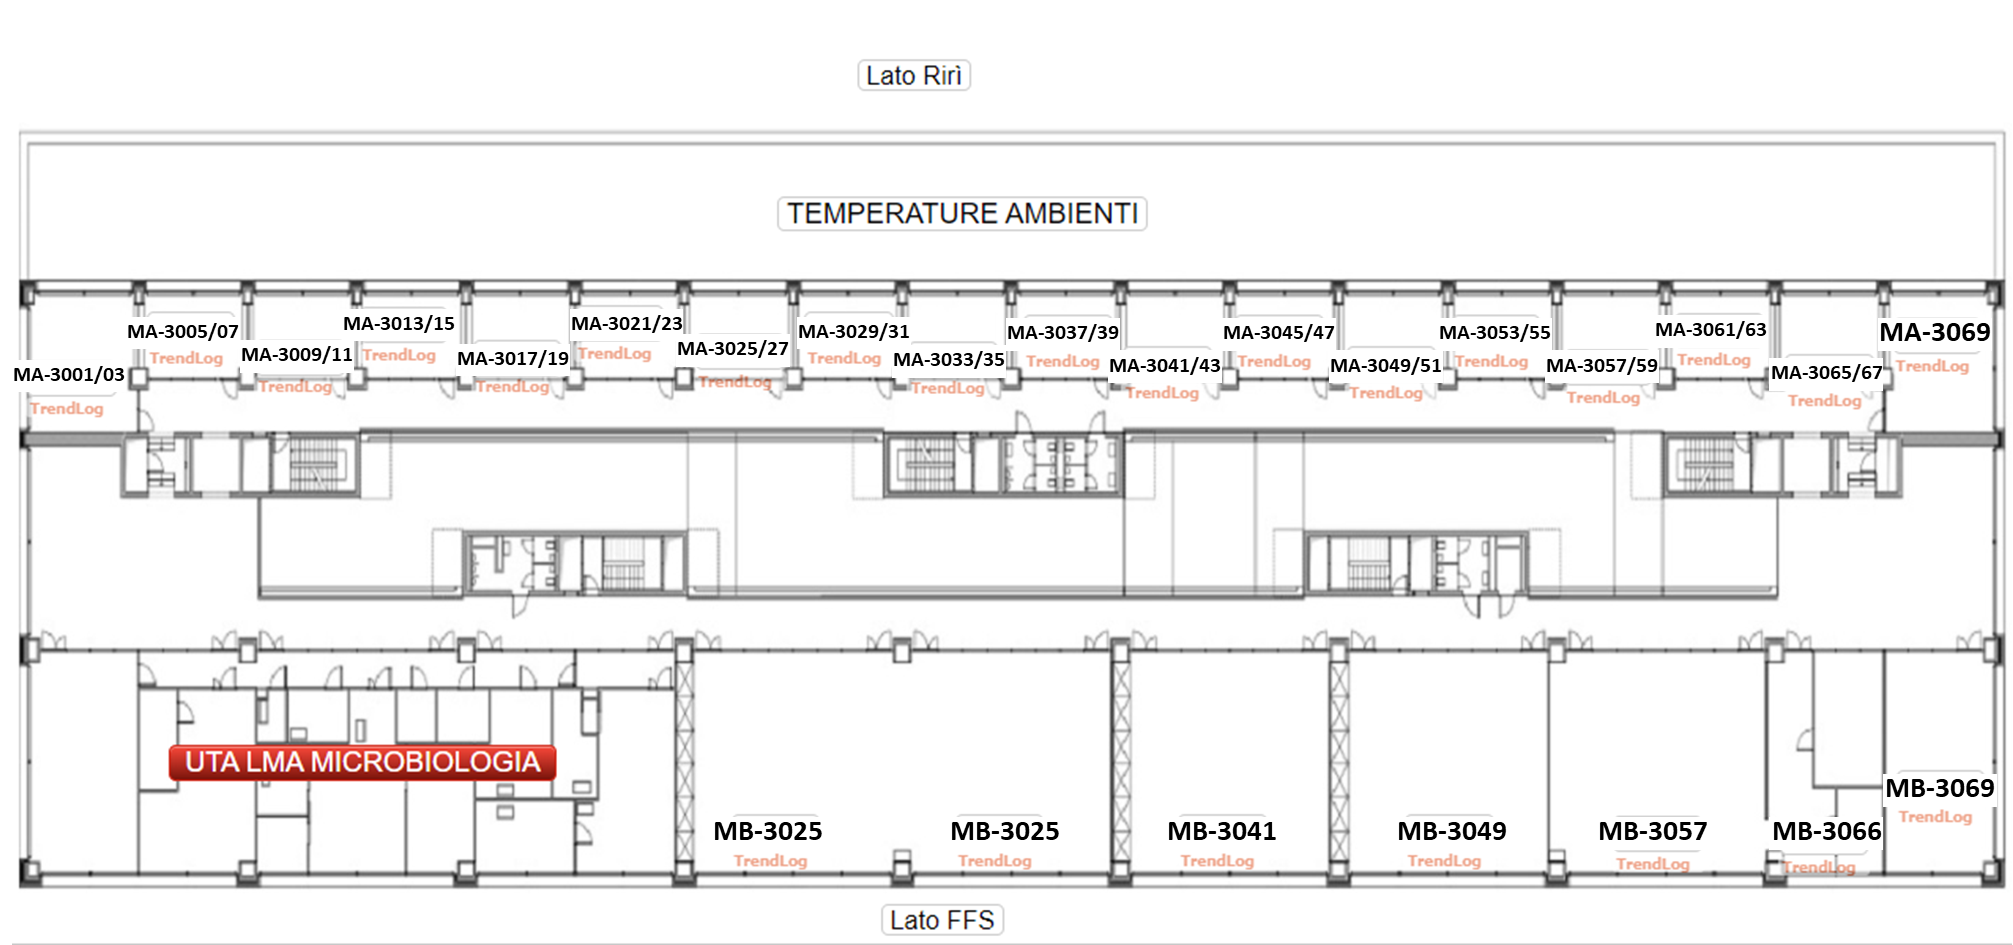 Lato Rirì
TEMPERATURE AMBIENTI
MA-3001/03
TrendLog
MA-3005/07
TrendLog
MA-3009/11
TrendLog
MA-3013/15
TrendLog
MA-3017/19
TrendLog
MA-3021/23
TrendLog
MA-3025/27
TrendLog
MA-3029/31
TrendLog
MA-3033/35
TrendLog
MA-3037/39
TrendLog
MA-3041/43
TrendLog
MA-3045/47
TrendLog
MA-3049/51
TrendLog
MA-3053/55
TrendLog
MA-3057/59
TrendLog
MA-3061/63
TrendLog
MA-3065/67
TrendLog
MA-3069
TrendLog
UTA LMA MICROBIOLOGIA
MB-3025
TrendLog
MB-3025
TrendLog
MB-3041
TrendLog
MB-3049
TrendLog
MB-3057
TrendLog
MB-3066
TrendLog
MB-3069
TrendLog
Lato FFS